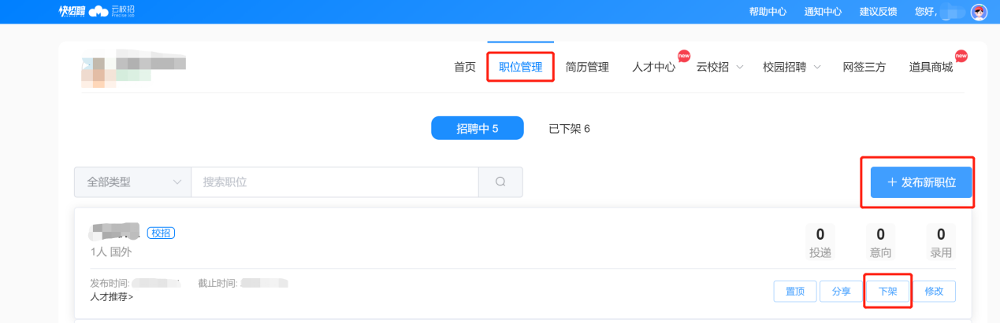 快招聘 云校招 Precise Job 帮助中心 通知中心 建议反馈 您好,
首页 职位管理 简历管理 人才中心 new 云校招 校园招聘 网签三方 道具商城 new
招聘中 5 已下架 6
全部类型 搜索职位 + 发布新职位
校招
1人 国外
0 0 0
投递 意向 录用
发布时间: 截止时间:
人才推荐>
置顶 分享 下架 修改